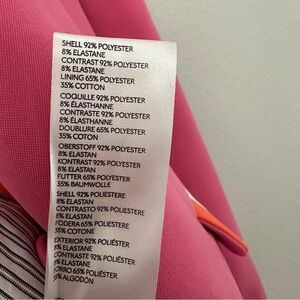 SHELL 92% POLYESTER
8% ELASTANE
CONTRAST 92% POLYESTER
8% ELASTANE
LINING 65% POLYESTER
35% COTTON
COQUILLE 92% POLYESTER
8% ÉLASTHANNE
CONTRASTE 92% POLYESTER
8% ÉLASTHANNE
DOUBLURE 65% POLYESTER
35% COTON
OBERSTOFF 92% POLYESTER
8% ELASTAN
KONTRAST 92% POLYESTER
8% ELASTAN
FUTTER 65% POLYESTER
35% BAUMWOLLE
SHELL 92% POLIESTERE
8% ELASTAN
CONTRASTO 92% POLIESTERE
8% ELASTAN
FODERA 65% POLIESTERE
35% COTONE
EXTERIOR 92% POLIÉSTER
8% ELASTANO
CONTRASTE 92% POLIÉSTER
% ELASTANO
ORRO 65% POLIÉSTER
% ALGODÓN